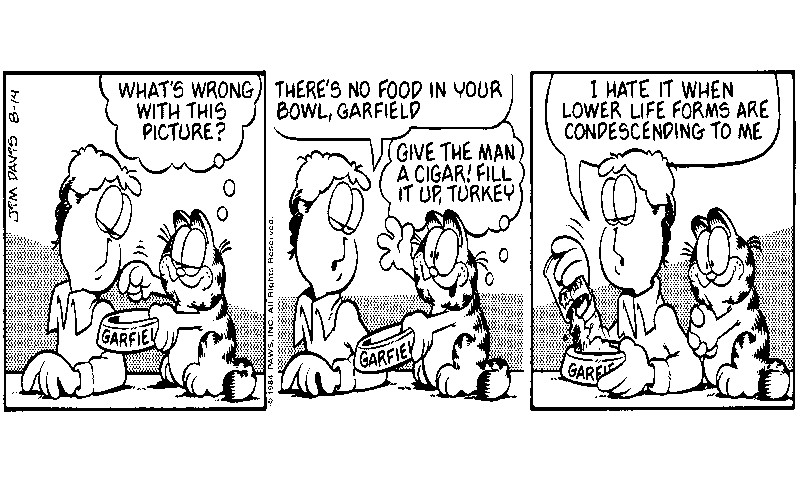 JIM DAVIS 8-14
WHAT'S WRONG
WITH THIS
PICTURE?
GARFIEL
© 1984 PAWS, INC. All Rights Reserved.
THERE'S NO FOOD IN YOUR
BOWL, GARFIELD
GIVE THE MAN
A CIGAR! FILL
IT UP, TURKEY
GARFIEL
I HATE IT WHEN
LOWER LIFE FORMS ARE
CONDESCENDING TO ME
GARFIE